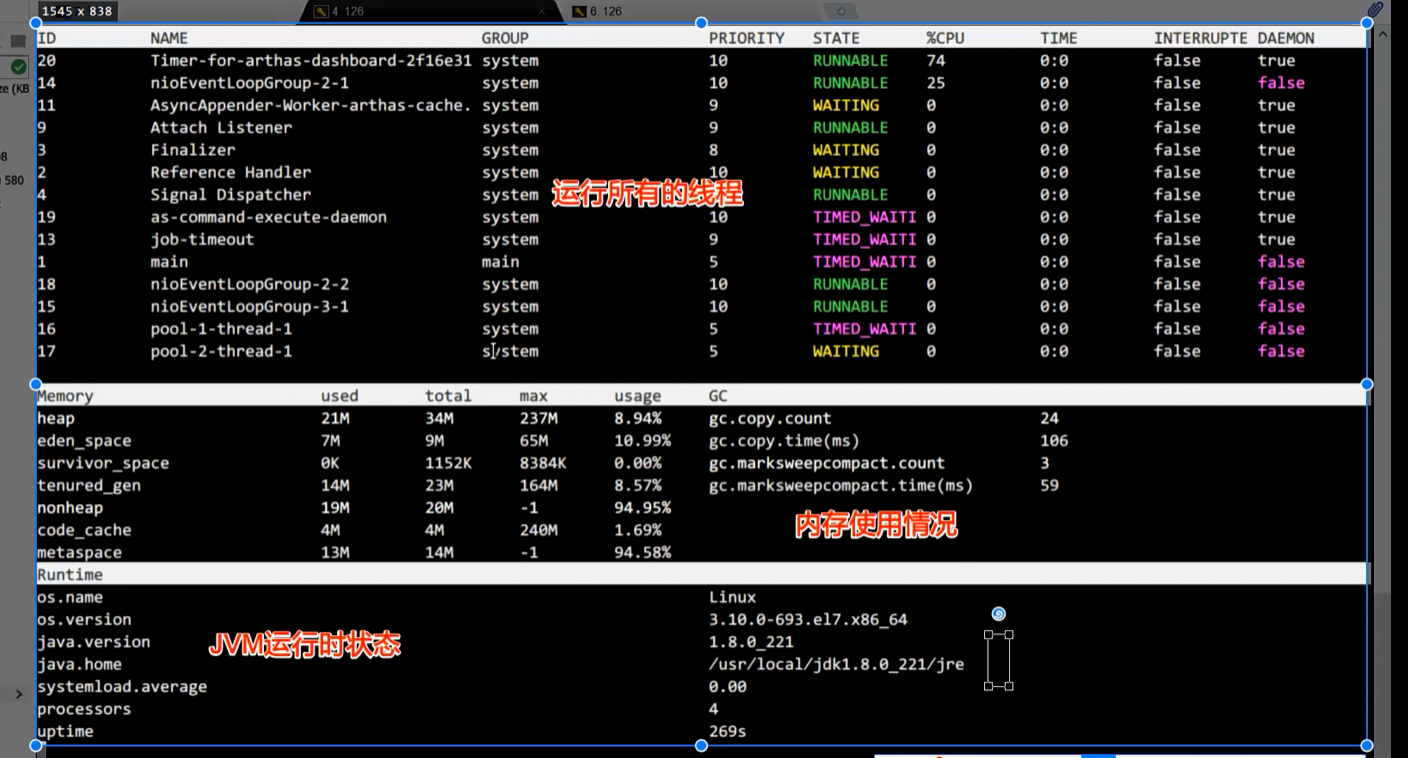 1545 x 838
4. 126
6. 126
ID NAME GROUP PRIORITY STATE %CPU TIME INTERRUPTE DAEMON
20 Timer-for-arthas-dashboard-2f16e31 system 10 RUNNABLE 74 0:0 false true
14 nioEventLoopGroup-2-1 system 10 RUNNABLE 25 0:0 false false
11 AsyncAppender-Worker-arthas-cache. system 9 WAITING 0 0:0 false true
9 Attach Listener system 9 RUNNABLE 0 0:0 false true
3 Finalizer system 8 WAITING 0 0:0 false true
2 Reference Handler system 10 WAITING 0 0:0 false true
4 Signal Dispatcher system RUNNABLE 0 0:0 false true
运行所有的线程
19 as-command-execute-daemon system 10 TIMED_WAITI 0 0:0 false true
13 job-timeout system 9 TIMED_WAITI 0 0:0 false true
1 main main 5 TIMED_WAITI 0 0:0 false false
18 nioEventLoopGroup-2-2 system 10 RUNNABLE 0 0:0 false false
15 nioEventLoopGroup-3-1 system 10 RUNNABLE 0 0:0 false false
16 pool-1-thread-1 system 5 TIMED_WAITI 0 0:0 false false
17 pool-2-thread-1 system 5 WAITING 0 0:0 false false
Memory used total max usage GC
heap 21M 34M 237M 8.94% gc.copy.count 24
eden_space 7M 9M 65M 10.99% gc.copy.time(ms) 106
survivor_space 0K 1152K 8384K 0.00% gc.marksweepcompact.count 3
tenured_gen 14M 23M 164M 8.57% gc.marksweepcompact.time(ms) 59
nonheap 19M 20M -1 94.95%
内存使用情况
code_cache 4M 4M 240M 1.69%
metaspace 13M 14M -1 94.58%
Runtime
os.name Linux
os.version 3.10.0-693.el7.x86_64
java.version 1.8.0_221
JVM运行时状态
java.home /usr/local/jdk1.8.0_221/jre
systemload.average 0.00
processors 4
uptime 269s
ze (KB
580